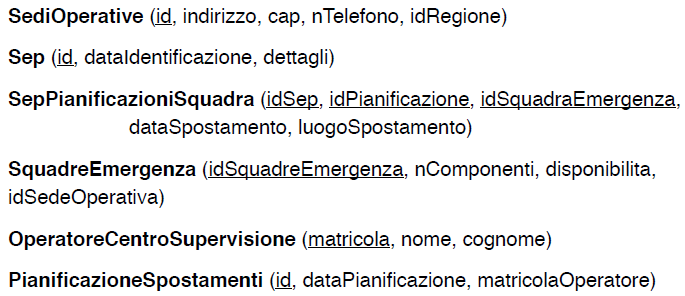 SediOperative (id, indirizzo, cap, nTelefono, idRegione)
Sep (id, dataIdentificazione, dettagli)
SepPianificazioniSquadra (idSep, idPianificazione, idSquadraEmergenza,
dataSpostamento, luogoSpostamento)
SquadreEmergenza (idSquadreEmergenza, nComponenti, disponibilita,
idSedeOperativa)
OperatoreCentroSupervisione (matricola, nome, cognome)
PianificazioneSpostamenti (id, dataPianificazione, matricolaOperatore)